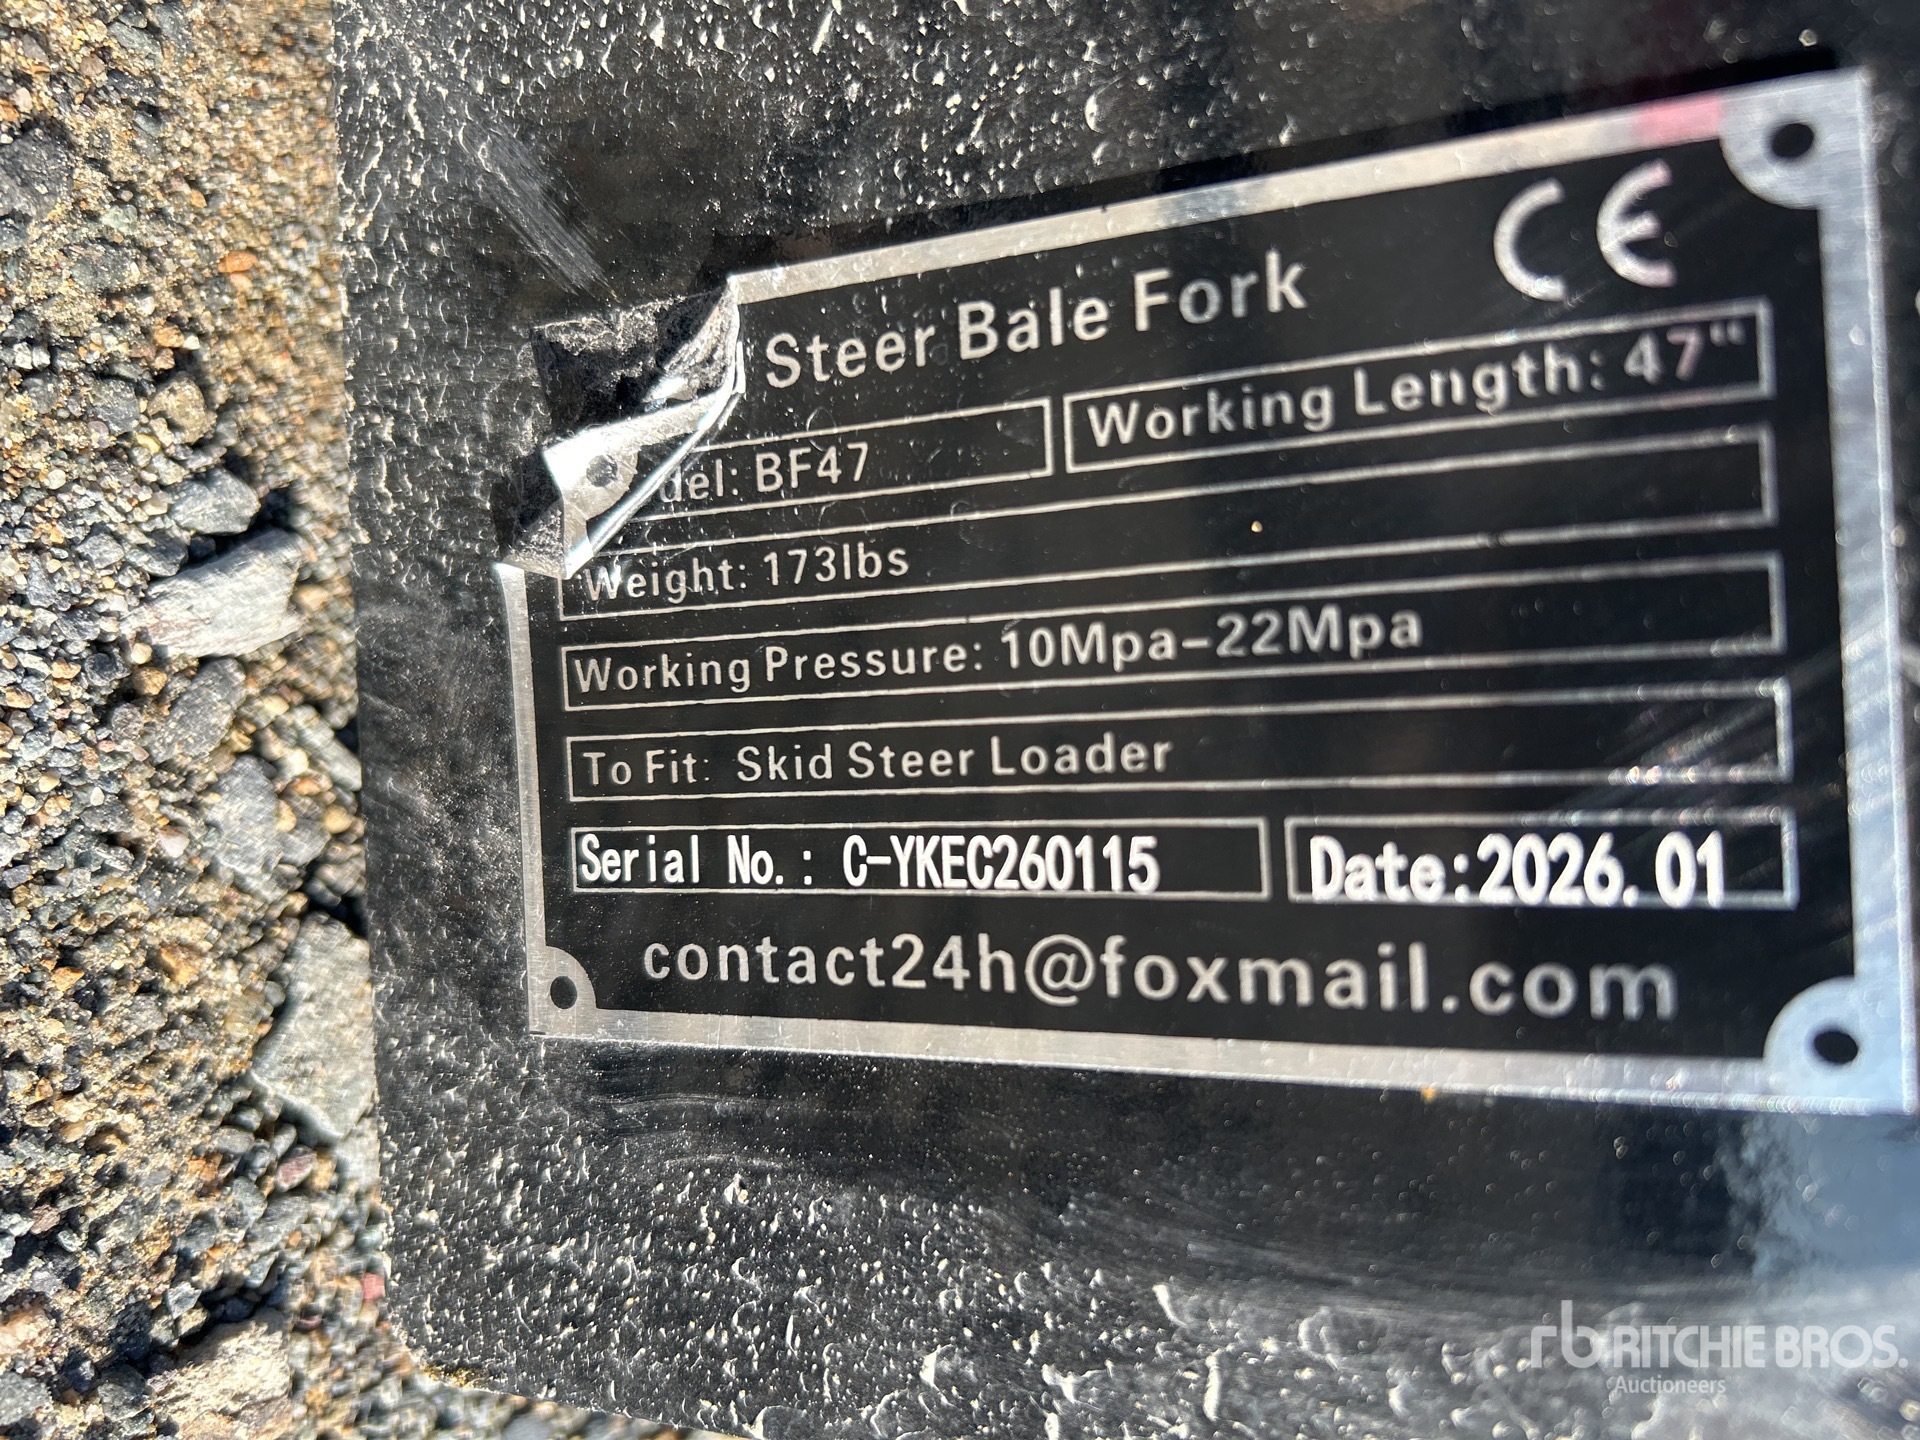 CE
Steer Bale Fork
del: BF47
Working Length: 47"
Weight: 173lbs
Working Pressure: 10Mpa-22Mpa
To Fit: Skid Steer Loader
Serial No.: C-YKEC260115
Date:2026.01
contact24h@foxmail.com
rb RITCHIE BROS.
Auctioneers